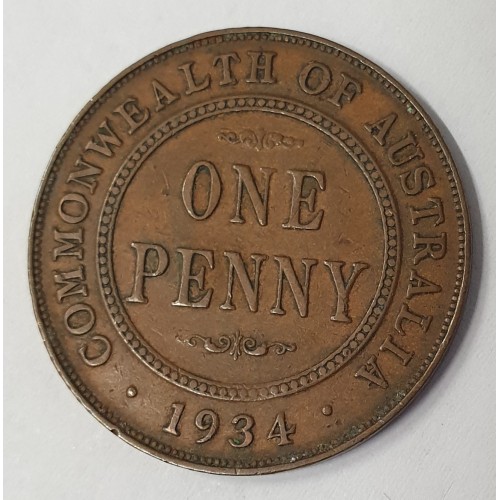 COMMONWEALTH OF AUSTRALIA
ONE
PENNY
· 1934 ·